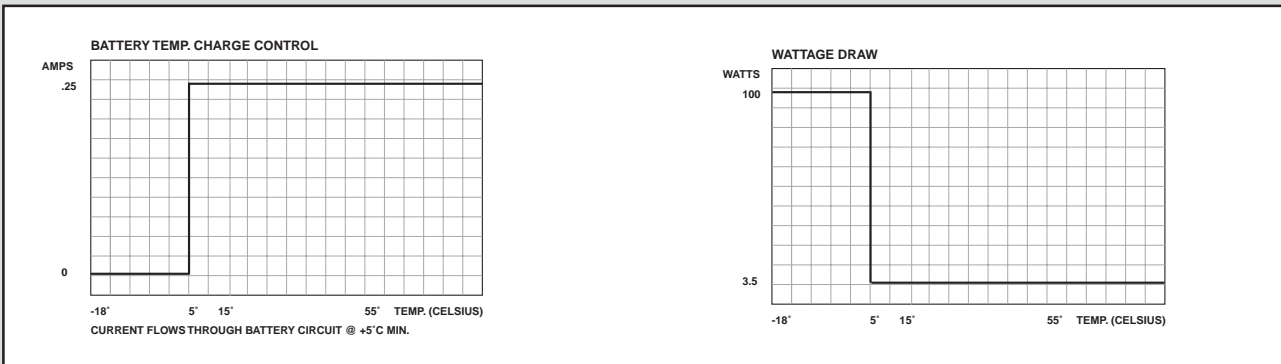 BATTERY TEMP. CHARGE CONTROL
AMPS
.25
0
-18˚ 5˚ 15˚ 55˚ TEMP. (CELSIUS)
CURRENT FLOWS THROUGH BATTERY CIRCUIT @ +5˚C MIN.
WATTAGE DRAW
WATTS
100
3.5
-18˚ 5˚ 15˚ 55˚ TEMP. (CELSIUS)